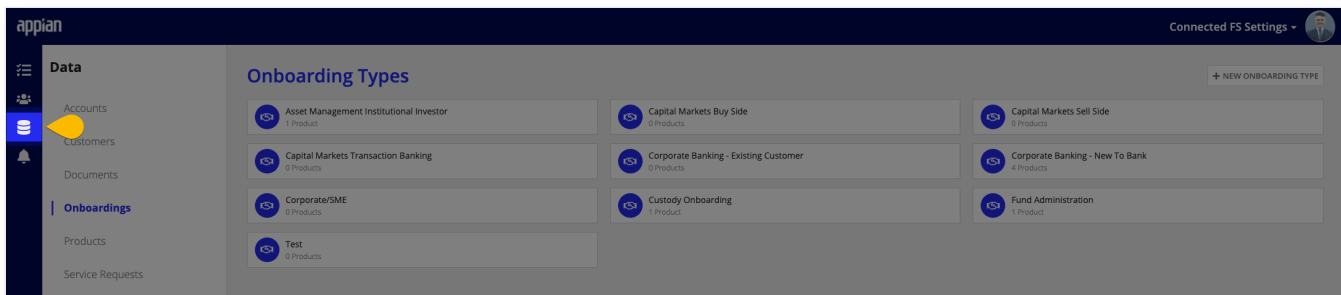 appian
Connected FS Settings
Data
Accounts
Customers
Documents
Onboardings
Products
Service Requests
Onboarding Types
+ NEW ONBOARDING TYPE
Asset Management Institutional Investor
1 Product
Capital Markets Buy Side
0 Products
Capital Markets Sell Side
0 Products
Capital Markets Transaction Banking
0 Products
Corporate Banking - Existing Customer
0 Products
Corporate Banking - New To Bank
4 Products
Corporate/SME
0 Products
Custody Onboarding
1 Product
Fund Administration
1 Product
Test
0 Products